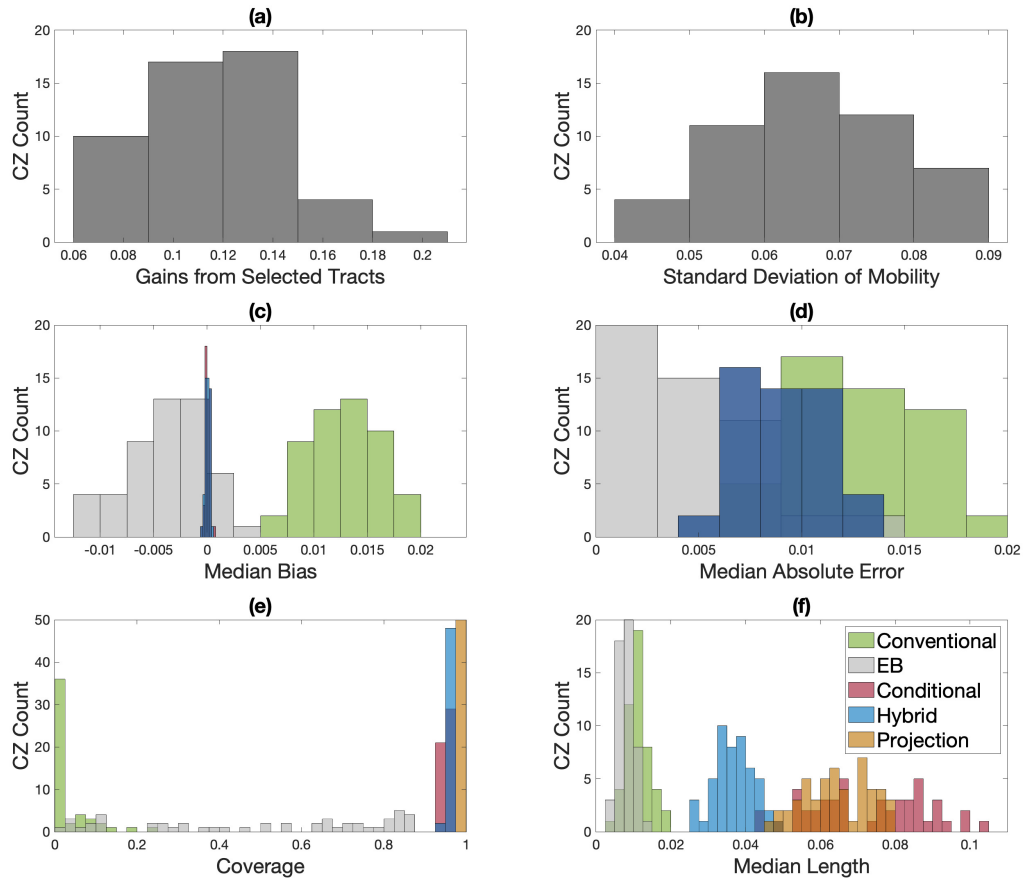 (a)
20
15
10
5
0
CZ Count
0.06 0.08 0.1 0.12 0.14 0.16 0.18 0.2
Gains from Selected Tracts
(b)
20
15
10
5
0
CZ Count
0.04 0.05 0.06 0.07 0.08 0.09
Standard Deviation of Mobility
(c)
20
15
10
5
0
CZ Count
-0.01 -0.005 0 0.005 0.01 0.015 0.02
Median Bias
(d)
20
15
10
5
0
CZ Count
0 0.005 0.01 0.015 0.02
Median Absolute Error
(e)
50
40
30
20
10
0
CZ Count
0 0.2 0.4 0.6 0.8 1
Coverage
(f)
20
15
10
5
0
CZ Count
0 0.02 0.04 0.06 0.08 0.1
Median Length
Conventional
EB
Conditional
Hybrid
Projection